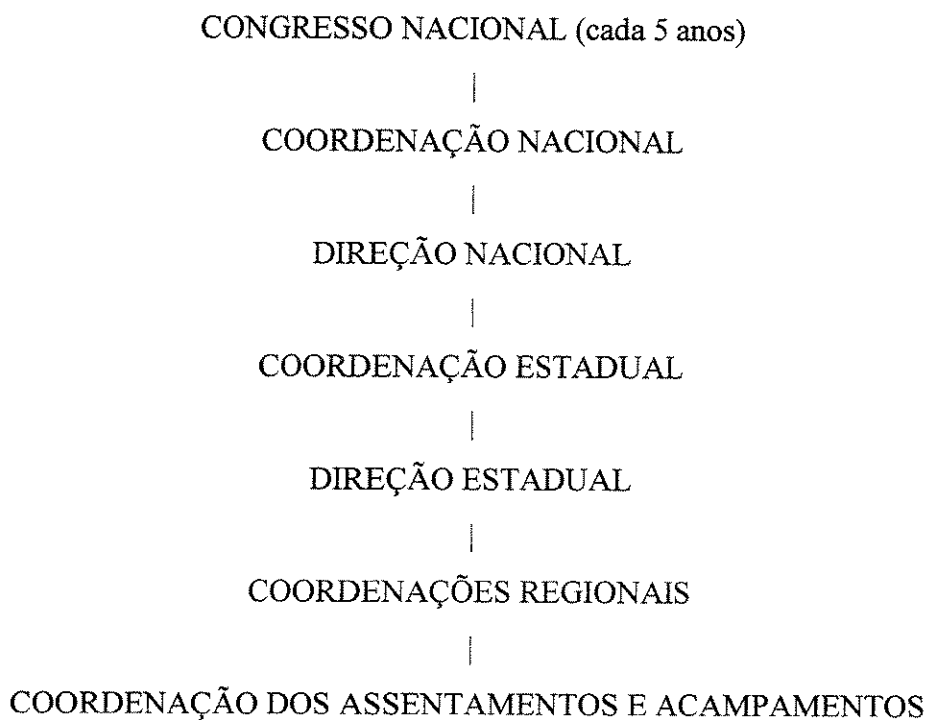 CONGRESSO NACIONAL (cada 5 anos)
COORDENAÇÃO NACIONAL
DIREÇÃO NACIONAL
COORDENAÇÃO ESTADUAL
DIREÇÃO ESTADUAL
COORDENAÇÕES REGIONAIS
COORDENAÇÃO DOS ASSENTAMENTOS E ACAMPAMENTOS